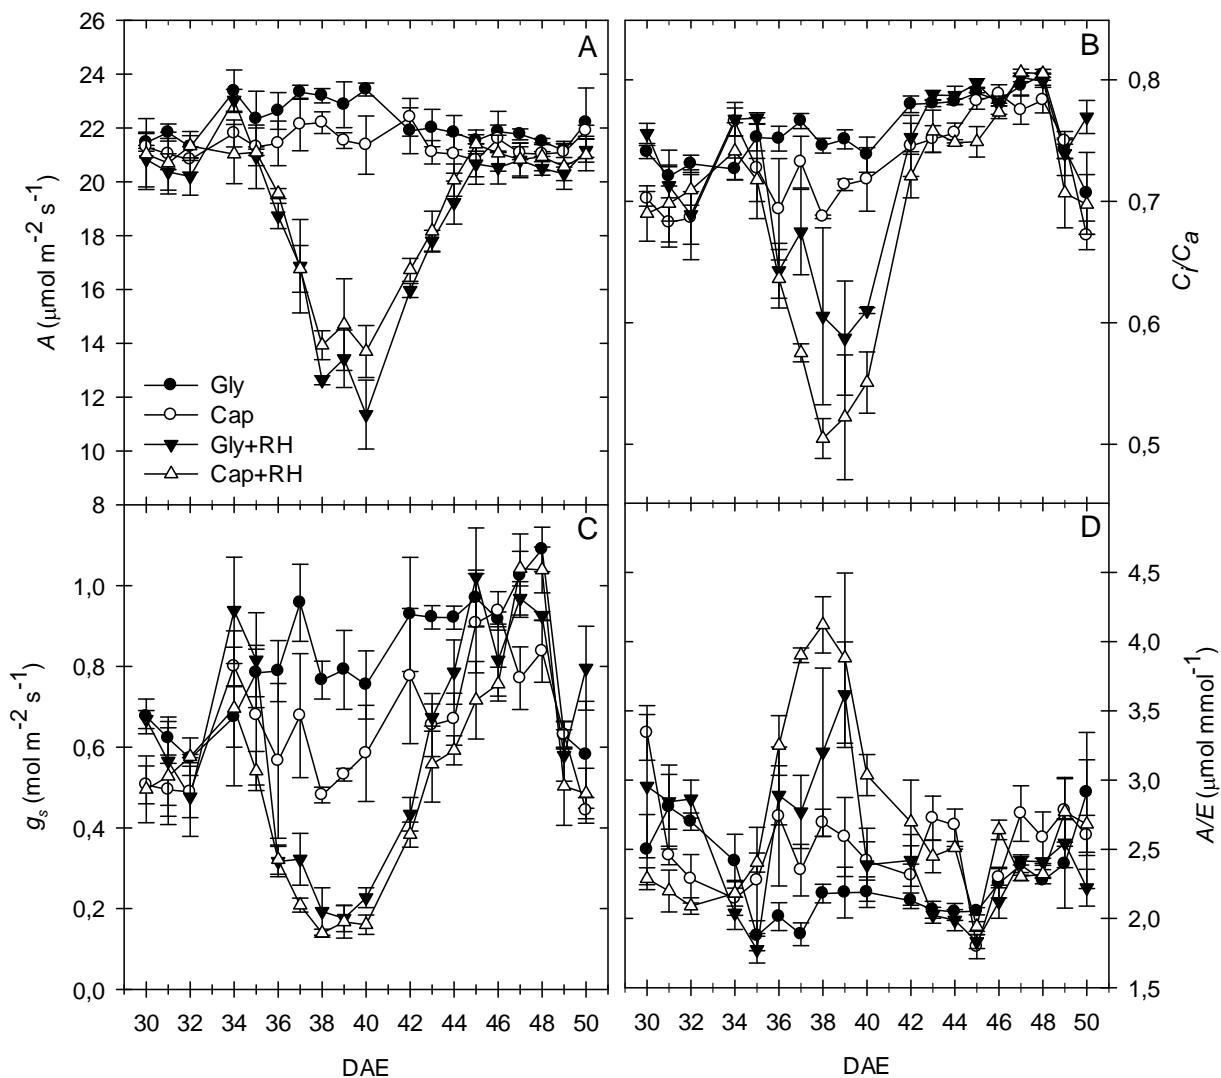 26
24
22
20
18
16
14
12
10
8
A (μmol m-2 s-1)
A
Gly
Cap
Gly+RH
Cap+RH
B
0,8
0,7
0,6
0,5
Ci/Ca
C
1,0
0,8
0,6
0,4
0,2
0,0
gs (mol m-2 s-1)
30 32 34 36 38 40 42 44 46 48 50
DAE
D
4,5
4,0
3,5
3,0
2,5
2,0
1,5
A/E (μmol mmol-1)
30 32 34 36 38 40 42 44 46 48 50
DAE